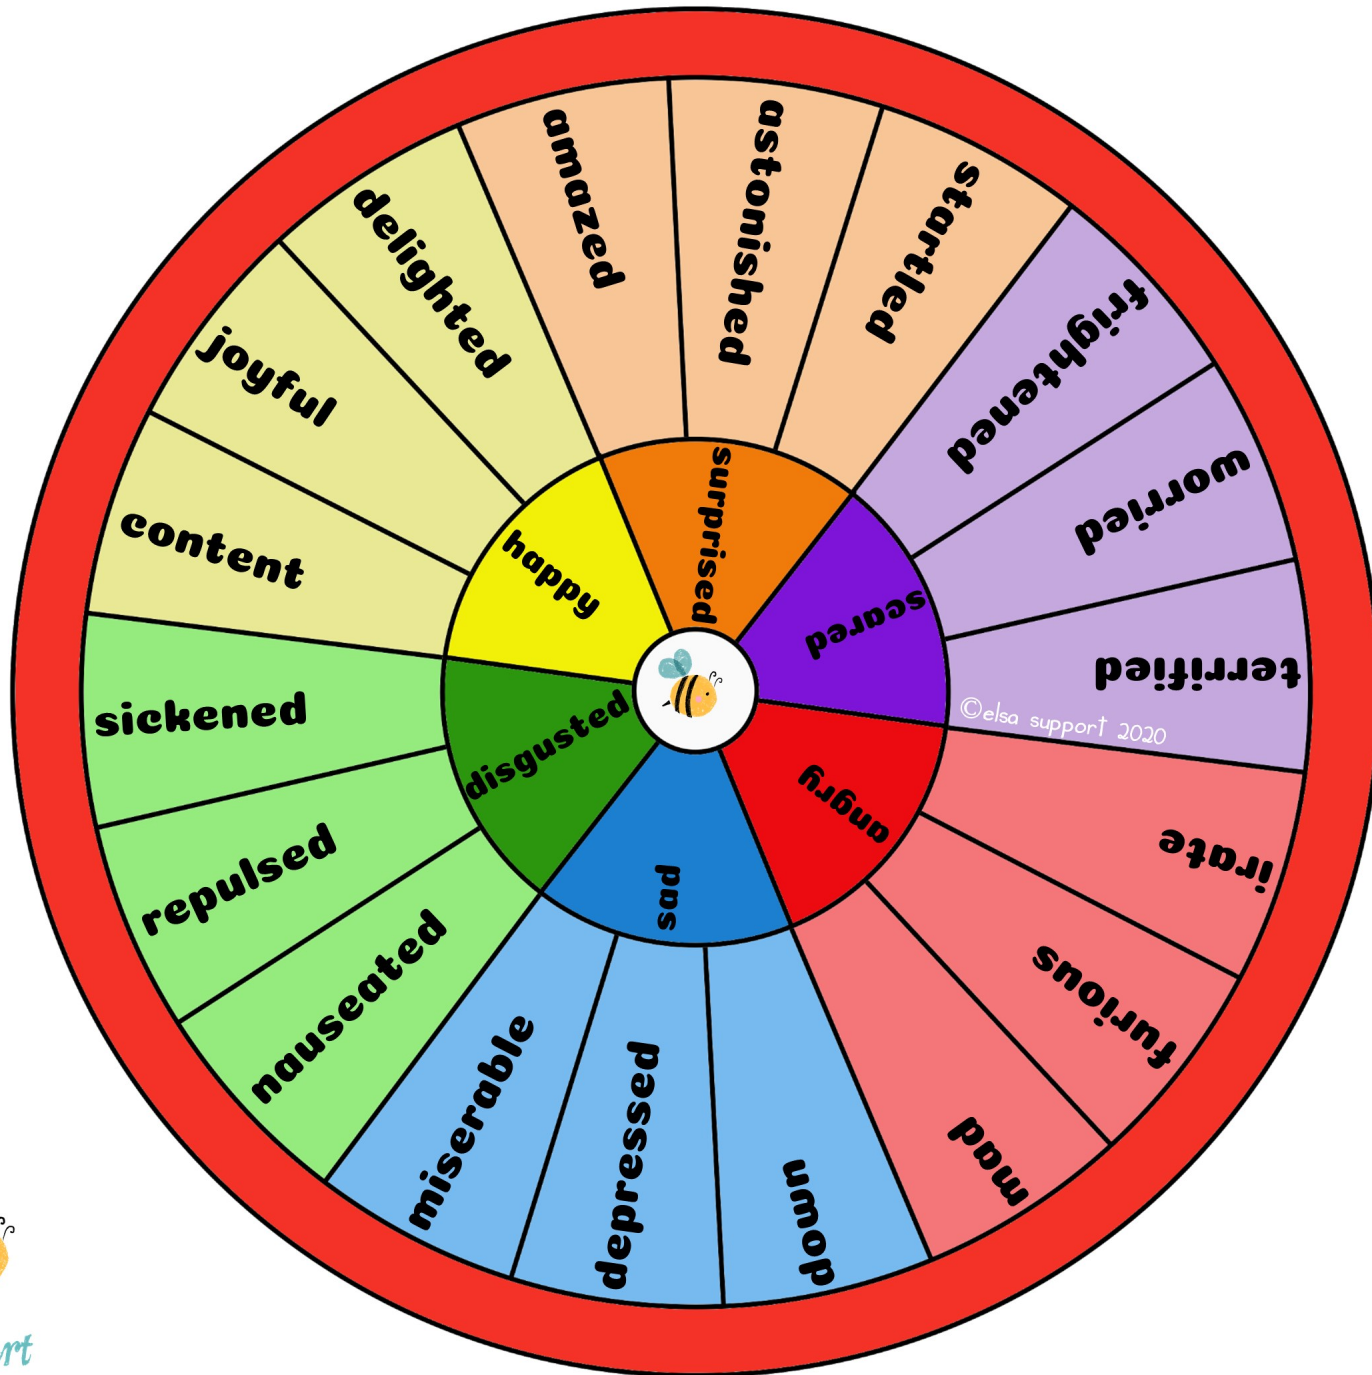 amazed
astonished
startled
frightened
worried
terrified
irate
furious
mad
down
depressed
miserable
nauseated
repulsed
sickened
content
joyful
delighted
surprised
scared
angry
sad
disgusted
happy
©elsa support 2020
rt